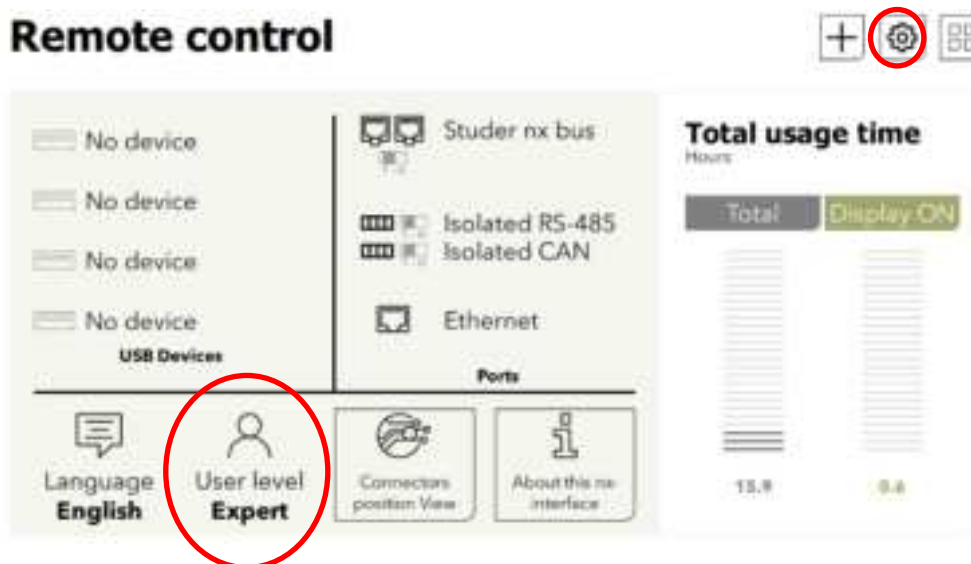 Remote control
No device
No device
No device
No device
USB Devices
Studer nx bus
Isolated RS-485
Isolated CAN
Ethernet
Ports
Language
English
User level
Expert
Connectors
position View
About this nx-
interface
Total usage time
Hours
Total
Display ON
15.9
0.6